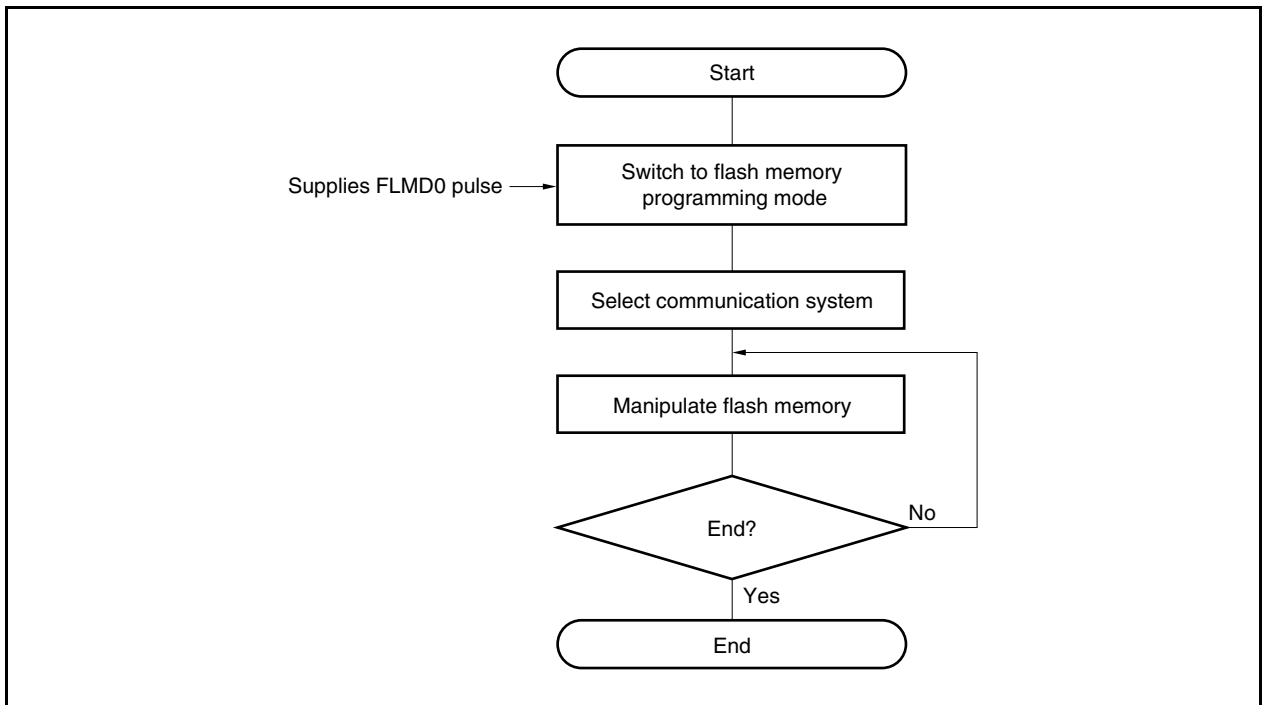 Start
Supplies FLMD0 pulse
Switch to flash memory
programming mode
Select communication system
Manipulate flash memory
End?
No
Yes
End